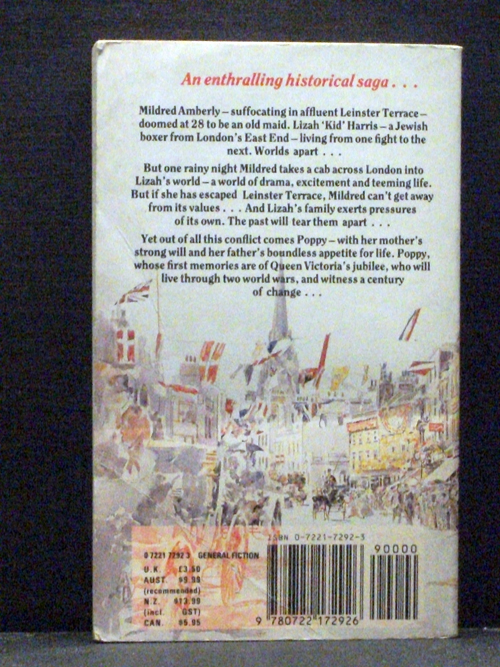 An enthralling historical saga . . .
Mildred Amberly – suffocating in affluent Leinster Terrace –
doomed at 28 to be an old maid. Lizah 'Kid' Harris – a Jewish
boxer from London's East End – living from one fight to the
next. Worlds apart . . .
But one rainy night Mildred takes a cab across London into
Lizah's world – a world of drama, excitement and teeming life.
But if she has escaped Leinster Terrace, Mildred can't get away
from its values . . . And Lizah's family exerts pressures
of its own. The past will tear them apart . . .
Yet out of all this conflict comes Poppy – with her mother's
strong will and her father's boundless appetite for life. Poppy,
whose first memories are of Queen Victoria's jubilee, who will
live through two world wars, and witness a century
of change . . .
ISBN 0-7221-7292-3
0 7221 7292 3 GENERAL FICTION
90000
U.K. £3.50
AUST. $9.98
(recommended)
N.Z. $13.99
(incl. GST)
CAN. $5.95
9 780722 172926